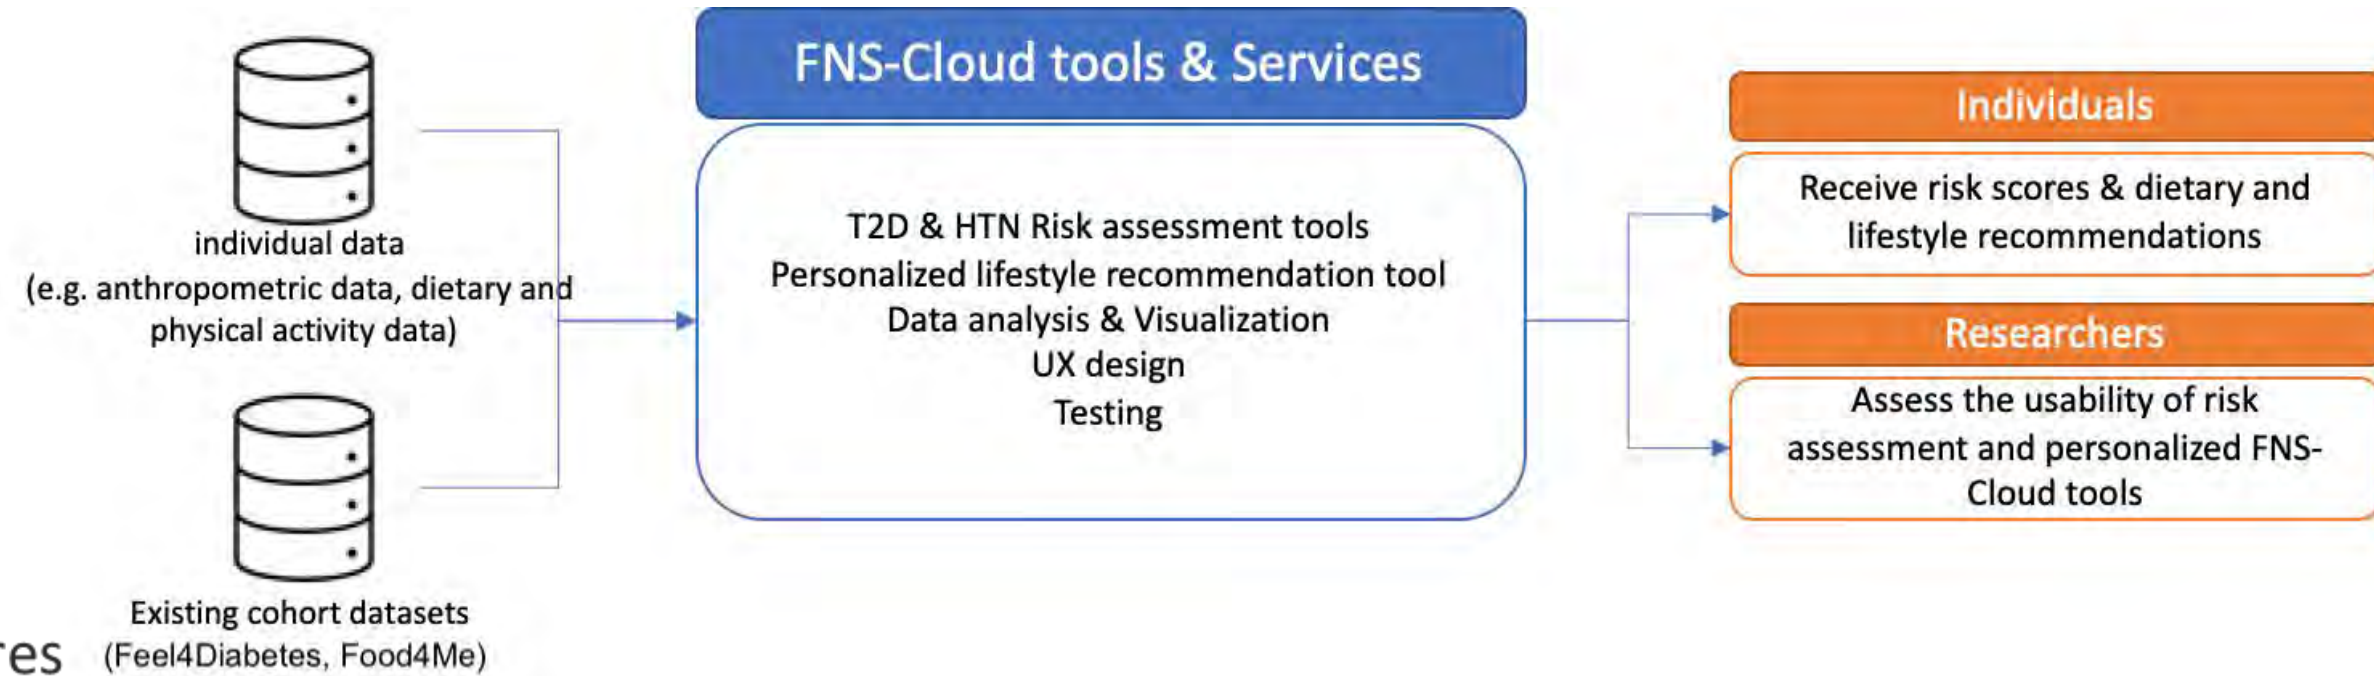 individual data
(e.g. anthropometric data, dietary and
physical activity data)
Existing cohort datasets
(Feel4Diabetes, Food4Me)
res
FNS-Cloud tools & Services
T2D & HTN Risk assessment tools
Personalized lifestyle recommendation tool
Data analysis & Visualization
UX design
Testing
Individuals
Receive risk scores & dietary and
lifestyle recommendations
Researchers
Assess the usability of risk
assessment and personalized FNS-
Cloud tools